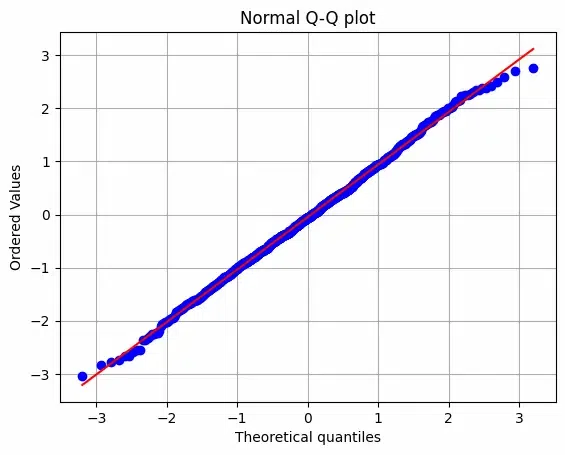 Normal Q-Q plot
3
2
1
0
−1
−2
−3
Ordered Values
−3 −2 −1 0 1 2 3
Theoretical quantiles